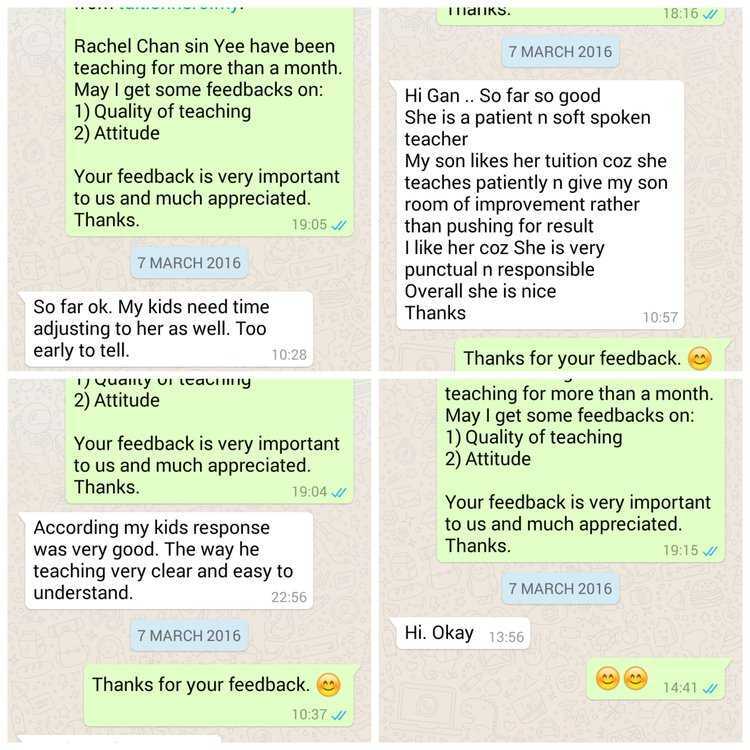 Rachel Chan sin Yee have been
teaching for more than a month.
May I get some feedbacks on:
1) Quality of teaching
2) Attitude
Your feedback is very important
to us and much appreciated.
Thanks.
19:05
7 MARCH 2016
So far ok. My kids need time
adjusting to her as well. Too
early to tell.
10:28
Thanks.
18:16
7 MARCH 2016
Hi Gan .. So far so good
She is a patient n soft spoken
teacher
My son likes her tuition coz she
teaches patiently n give my son
room of improvement rather
than pushing for result
I like her coz She is very
punctual n responsible
Overall she is nice
Thanks
10:57
Thanks for your feedback. 😊
1) Quality of teaching
2) Attitude
Your feedback is very important
to us and much appreciated.
Thanks.
19:04
According my kids response
was very good. The way he
teaching very clear and easy to
understand.
22:56
7 MARCH 2016
Thanks for your feedback. 😊
10:37
teaching for more than a month.
May I get some feedbacks on:
1) Quality of teaching
2) Attitude
Your feedback is very important
to us and much appreciated.
Thanks.
19:15
7 MARCH 2016
Hi. Okay
13:56
😊😊
14:41